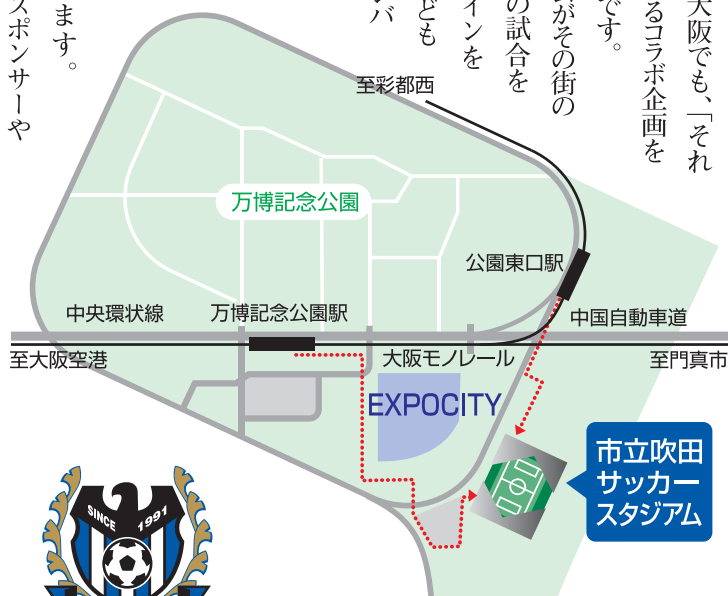 大阪でも、「それ
るコラボ企画を
です。
がその街の
の試合を
インを
ども
バ
ます。
スポンサーや
至彩都西
万博記念公園
公園東口駅
中央環状線
万博記念公園駅
中国自動車道
至大阪空港
大阪モノレール
至門真市
EXPOCITY
市立吹田
サッカー
スタジアム
SINCE 1991